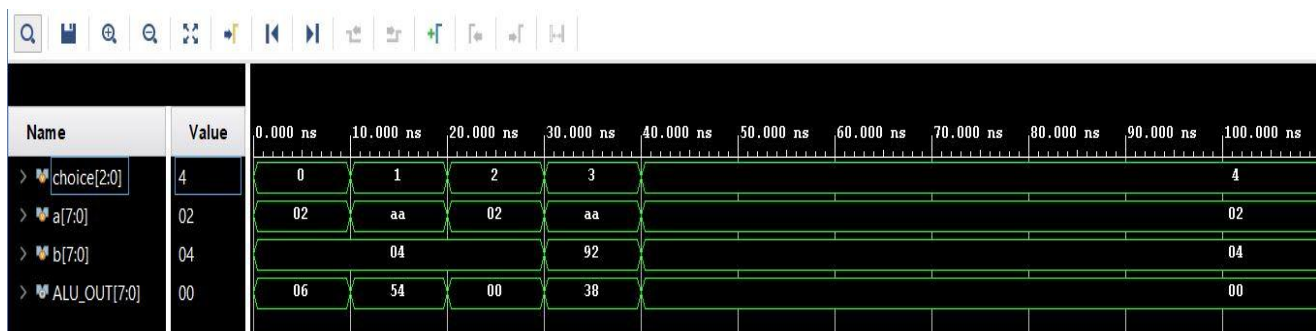 Name Value 0.000 ns 10.000 ns 20.000 ns 30.000 ns 40.000 ns 50.000 ns 60.000 ns 70.000 ns 80.000 ns 90.000 ns 100.000 ns
choice[2:0] 4 0 1 2 3 4
a[7:0] 02 02 aa 02 aa 02
b[7:0] 04 04 92 04
ALU_OUT[7:0] 00 06 54 00 38 00